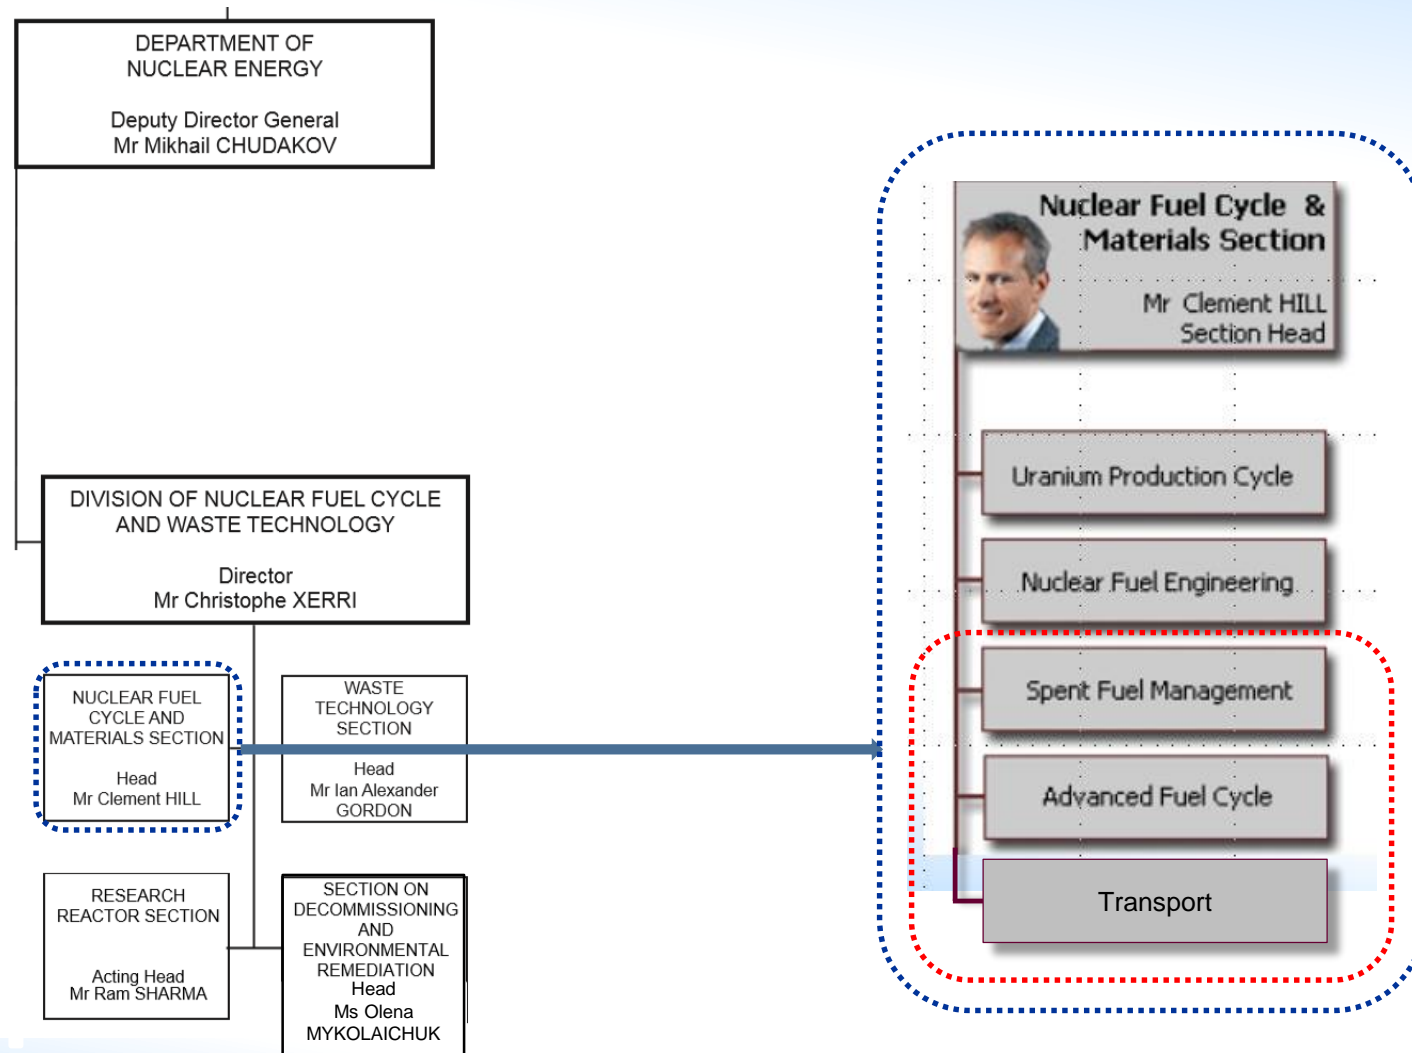 DEPARTMENT OF
NUCLEAR ENERGY
Deputy Director General
Mr Mikhail CHUDAKOV
DIVISION OF NUCLEAR FUEL CYCLE
AND WASTE TECHNOLOGY
Director
Mr Christophe XERRI
NUCLEAR FUEL
CYCLE AND
MATERIALS SECTION
Head
Mr Clement HILL
WASTE
TECHNOLOGY
SECTION
Head
Mr Ian Alexander
GORDON
RESEARCH
REACTOR SECTION
Acting Head
Mr Ram SHARMA
SECTION ON
DECOMMISSIONING
AND
ENVIRONMENTAL
REMEDIATION
Head
Ms Olena
MYKOLAICHUK
Nuclear Fuel Cycle &
Materials Section
Mr Clement HILL
Section Head
Uranium Production Cycle
Nuclear Fuel Engineering
Spent Fuel Management
Advanced Fuel Cycle
Transport